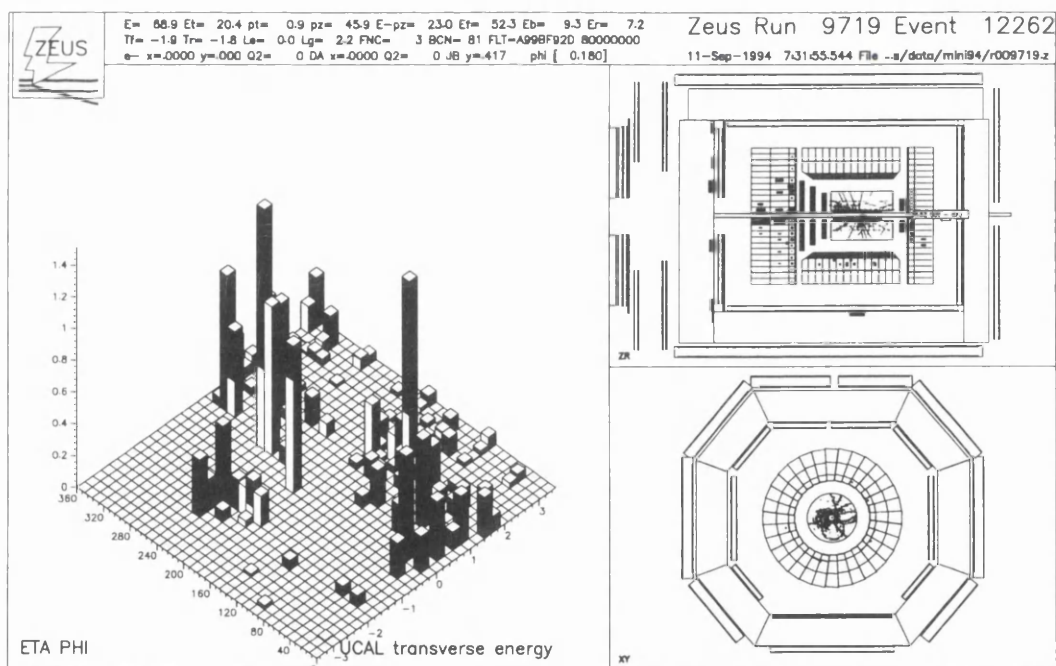 ZEUS
E= 68.9 Et= 20.4 pt= 0.9 pz= 45.9 E-pz= 23.0 Ef= 52.3 Eb= 9.3 Er= 7.2
Tf= -1.9 Tr= -1.8 Le= 0.0 Lg= 2.2 FNC= 3 BCN= 81 FLT=A99BF92D 80000000
e- x=.0000 y=.000 Q2= 0 DA x=.0000 Q2= 0 JB y=.417 phi [ 0.180]
Zeus Run 9719 Event 12262
11-Sep-1994 7:31:55.544 File ..s/data/mini94/r009719.z
1.4
1.2
1
0.8
0.6
0.4
0.2
0
360
320
280
240
200
160
120
80
40
-3
-2
-1
0
1
2
3
ETA PHI
UCAL transverse energy
ZR
XY